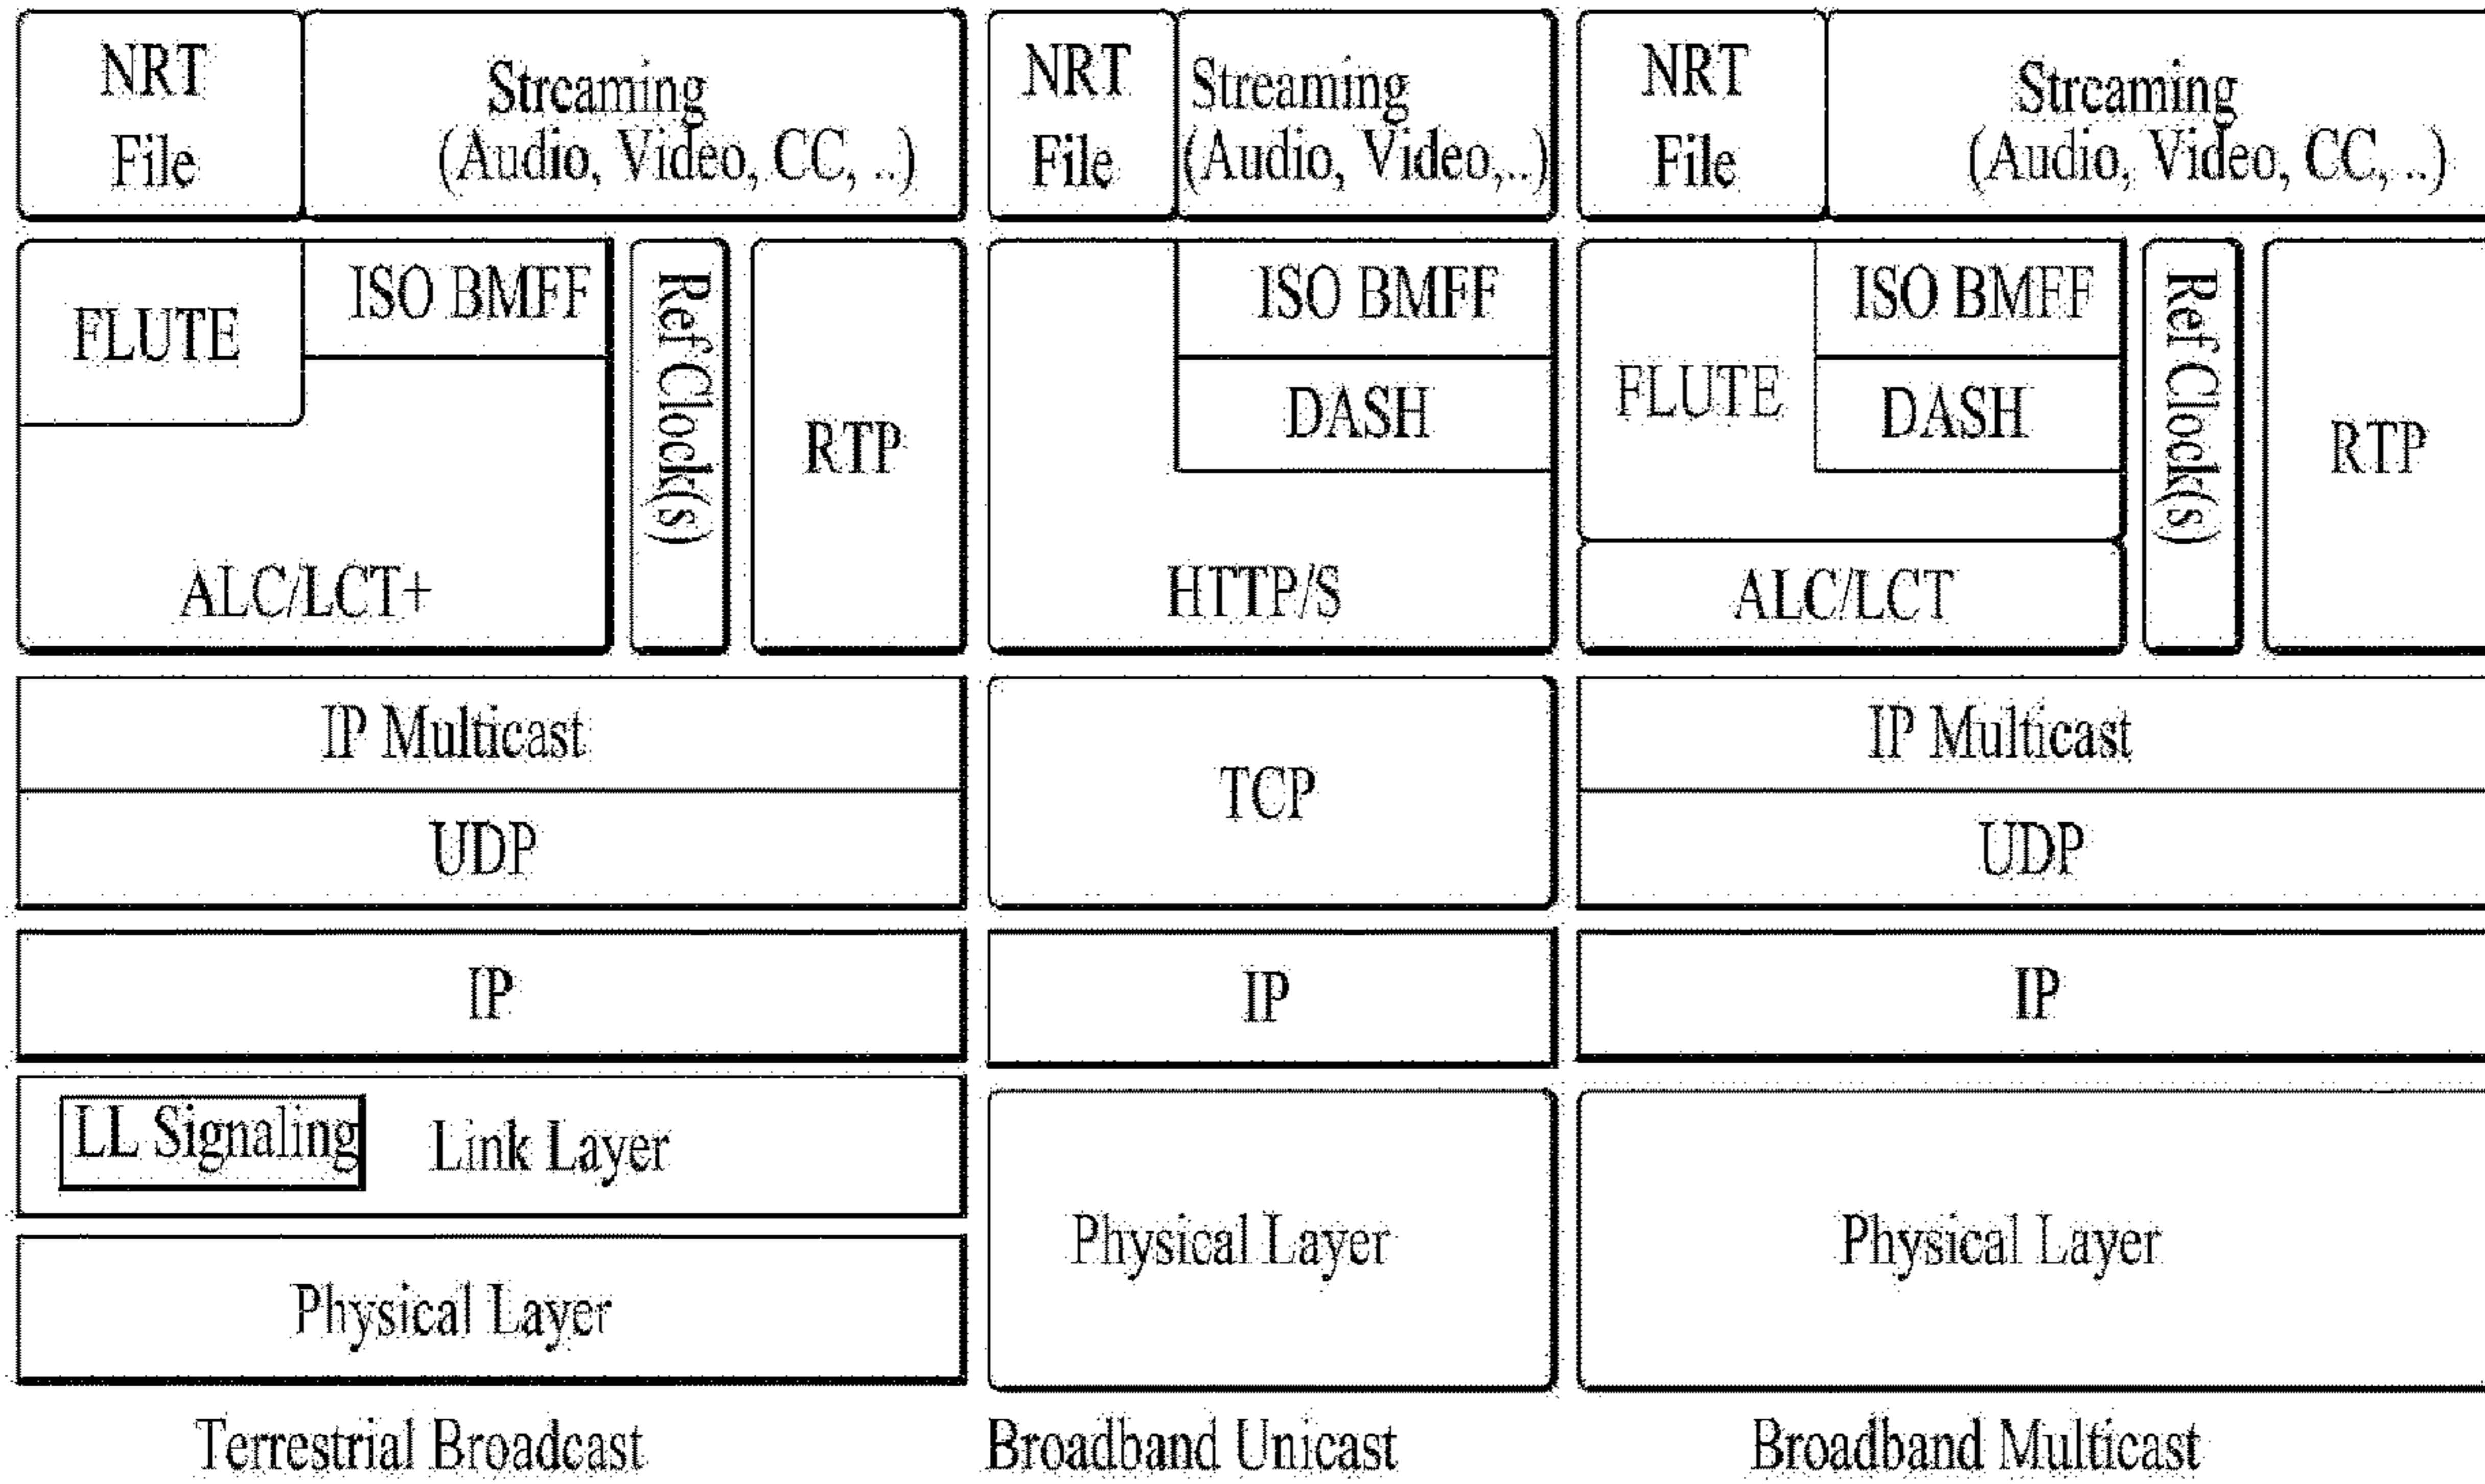 NRT
File
Streaming
(Audio, Video, CC, ..)
FLUTE
ISO BMFF
ALC/LCT+
Ref Clock(s)
RTP
IP Multicast
UDP
IP
LL Signaling
Link Layer
Physical Layer
Terrestrial Broadcast
NRT
File
Streaming
(Audio, Video,..)
ISO BMFF
DASH
HTTP/S
TCP
IP
Physical Layer
Broadband Unicast
NRT
File
Streaming
(Audio, Video, CC, ..)
FLUTE
ISO BMFF
DASH
ALC/LCT
Ref Clock(s)
RTP
IP Multicast
UDP
IP
Physical Layer
Broadband Multicast